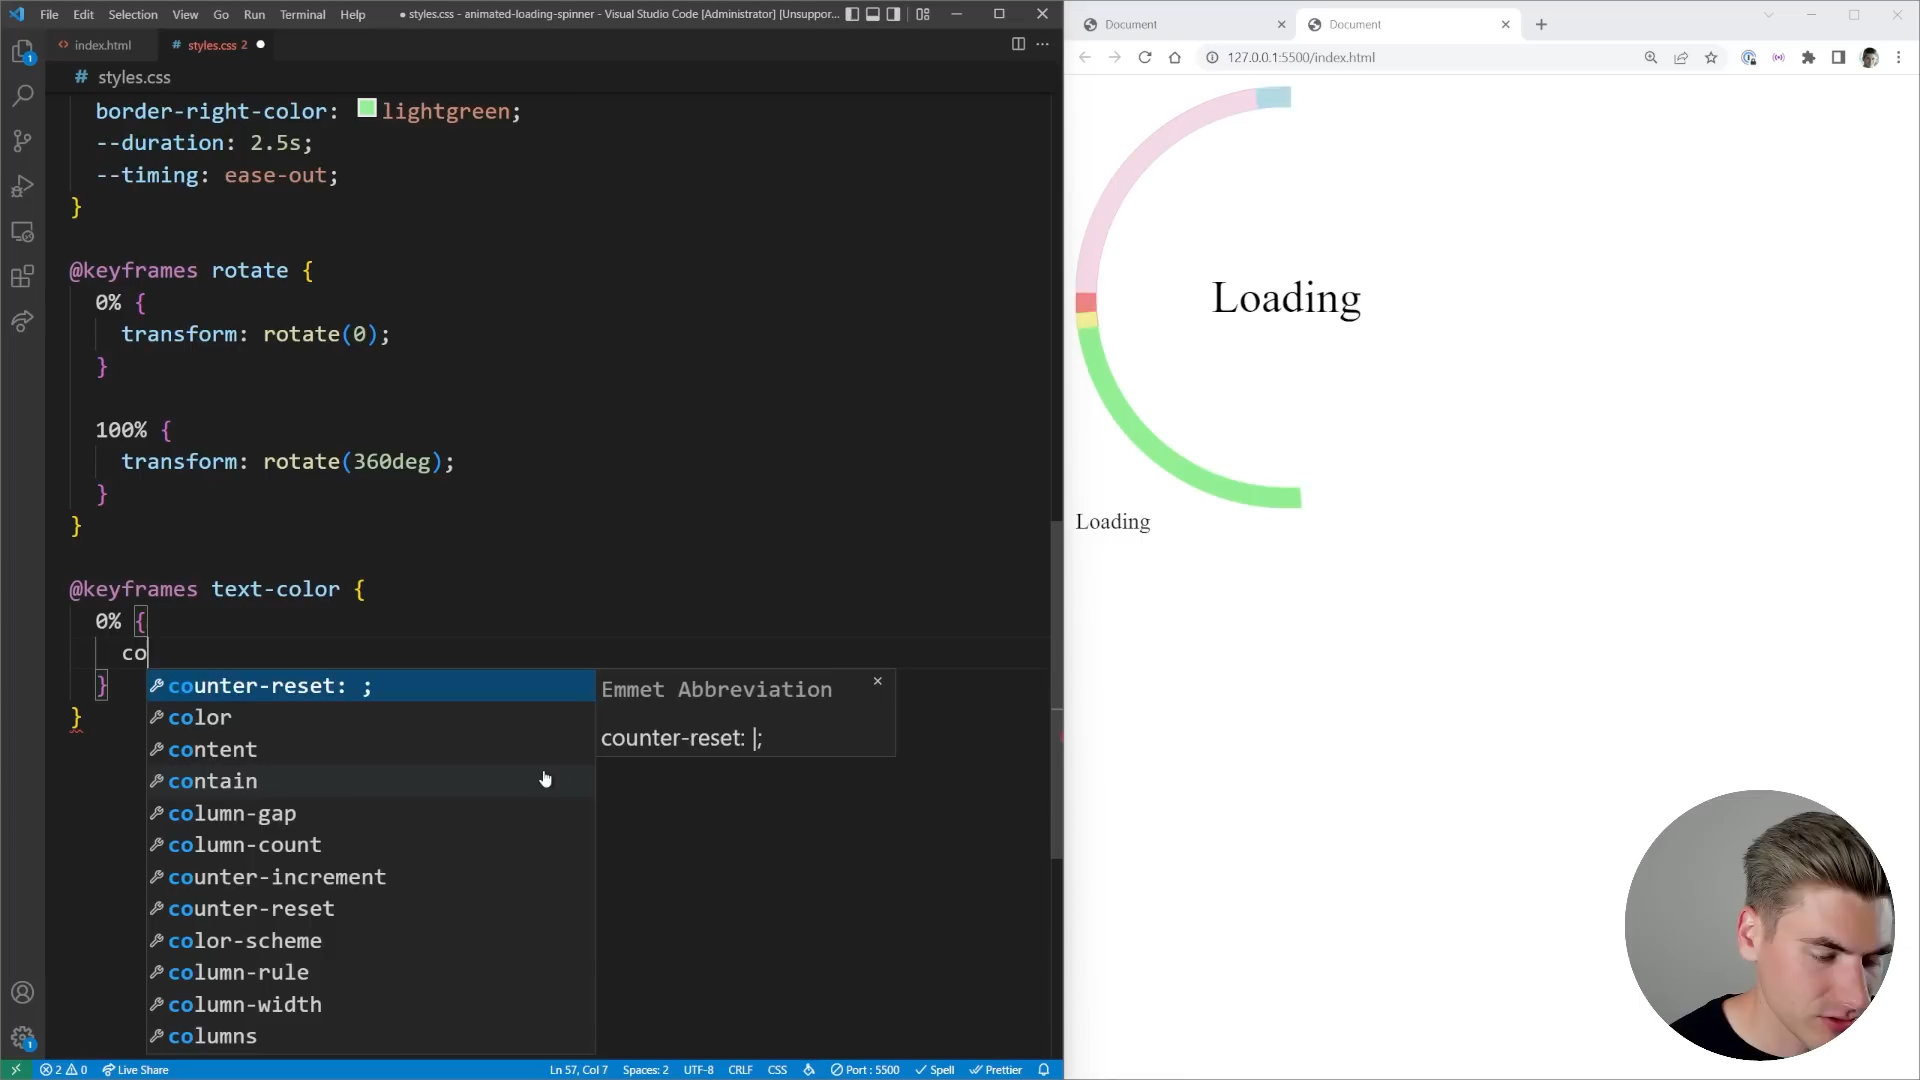 File Edit Selection View Go Run Terminal Help
● styles.css - animated-loading-spinner - Visual Studio Code [Administrator] [Unsuppor...
index.html
# styles.css 2 ●
# styles.css
border-right-color: lightgreen;
--duration: 2.5s;
--timing: ease-out;
}
@keyframes rotate {
0% {
transform: rotate(0);
}
100% {
transform: rotate(360deg);
}
}
@keyframes text-color {
0% {
co
}
}
counter-reset: ;
color
content
contain
column-gap
column-count
counter-increment
counter-reset
color-scheme
column-rule
column-width
columns
Emmet Abbreviation
counter-reset: |;
1
1
2 0 Live Share
Ln 57, Col 7 Spaces: 2 UTF-8 CRLF CSS Port : 5500 Spell Prettier
Document
Document
127.0.0.1:5500/index.html
Loading
Loading